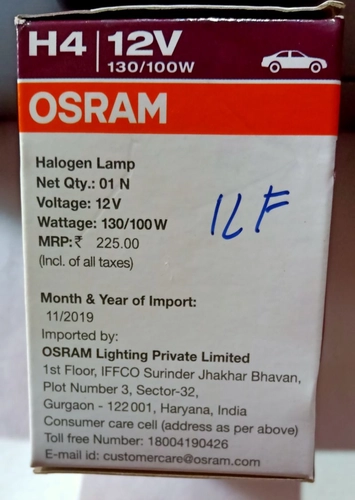 H4 | 12V
130/100W
OSRAM
Halogen Lamp
Net Qty.: 01 N
Voltage: 12V
Wattage: 130/100W
MRP:₹ 225.00
(Incl. of all taxes)
ILF
Month & Year of Import:
11/2019
Imported by:
OSRAM Lighting Private Limited
1st Floor, IFFCO Surinder Jhakhar Bhavan,
Plot Number 3, Sector-32,
Gurgaon - 122001, Haryana, India
Consumer care cell (address as per above)
Toll free Number: 18004190426
E-mail id: customercare@osram.com